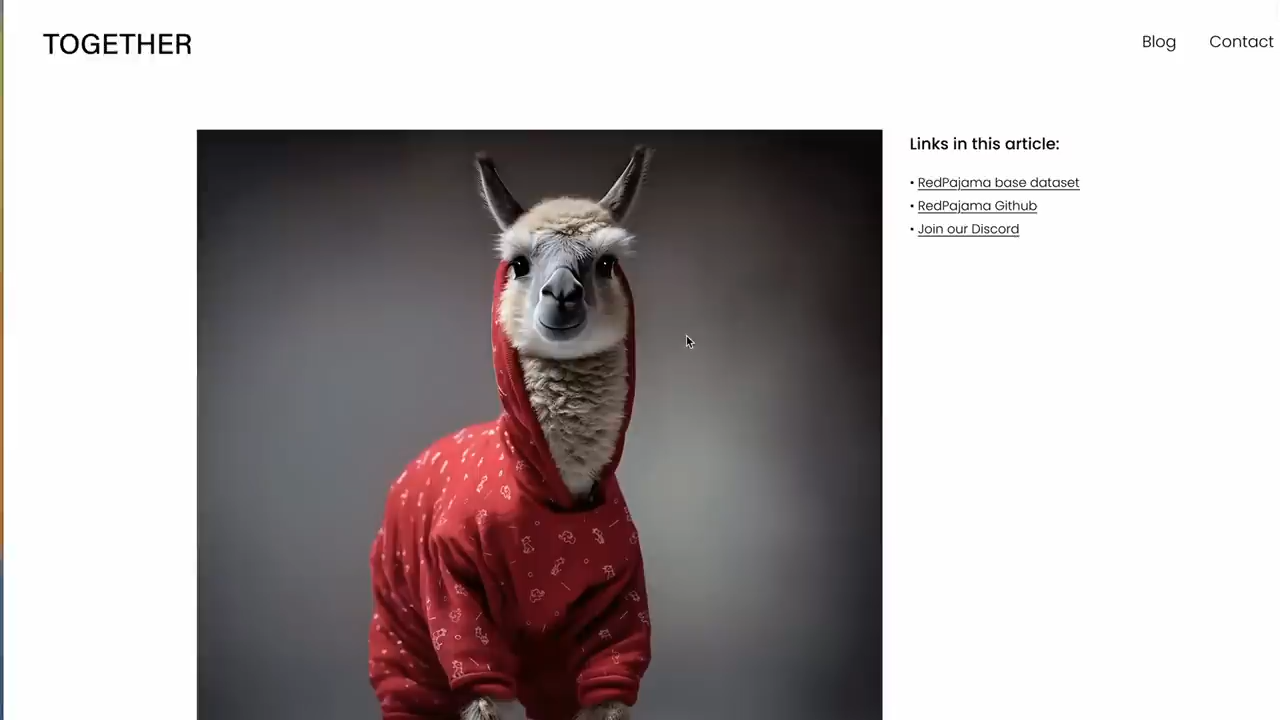 TOGETHER
Blog
Contact
Links in this article:
• RedPajama base dataset
• RedPajama Github
• Join our Discord